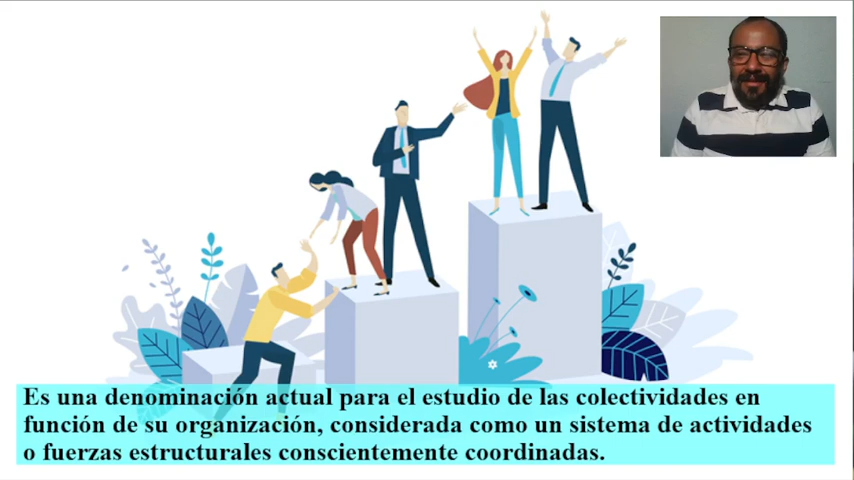 Es una denominación actual para el estudio de las colectividades en
función de su organización, considerada como un sistema de actividades
o fuerzas estructurales conscientemente coordinadas.